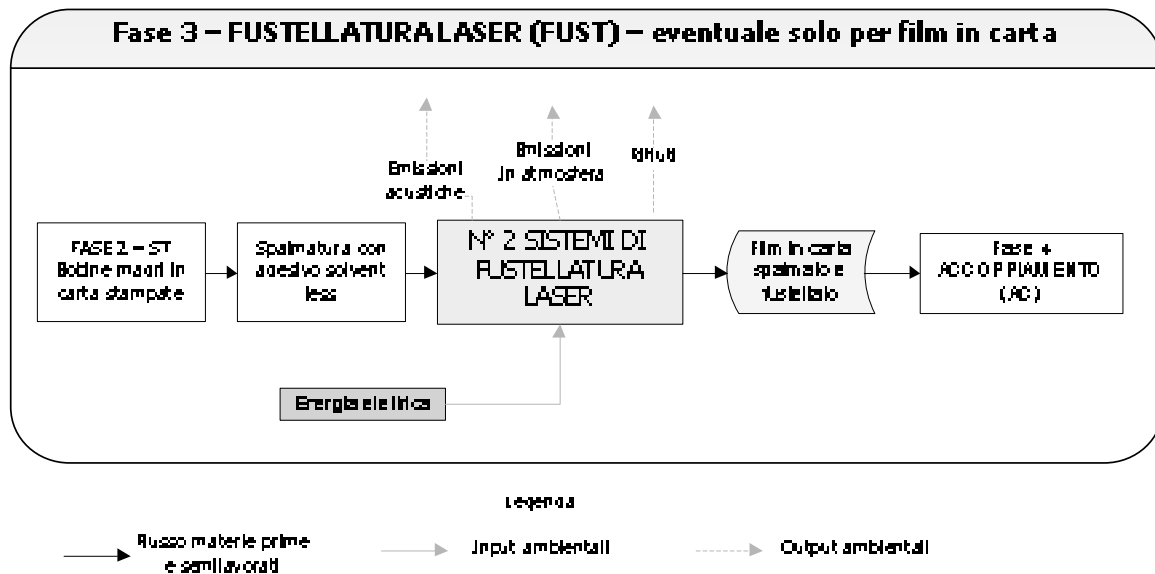 Fase 3 – FUSTELLATURA LASER (FUST) – eventuale solo per film in carta
Emissioni
acustiche
Emissioni
in atmosfera
Rifiuti
FASE 2 – ST
Bobine madri in
carta stampate
Spalmatura con
adesivo solvent
less
N° 2 SISTEMI DI
FUSTELLATURA
LASER
Film in carta
spalmato e
fustellato
Fase 4
ACCOPPIAMENTO
(AC)
Energia elettrica
Legenda
Flusso materie prime
e semilavorati
Input ambientali
Output ambientali